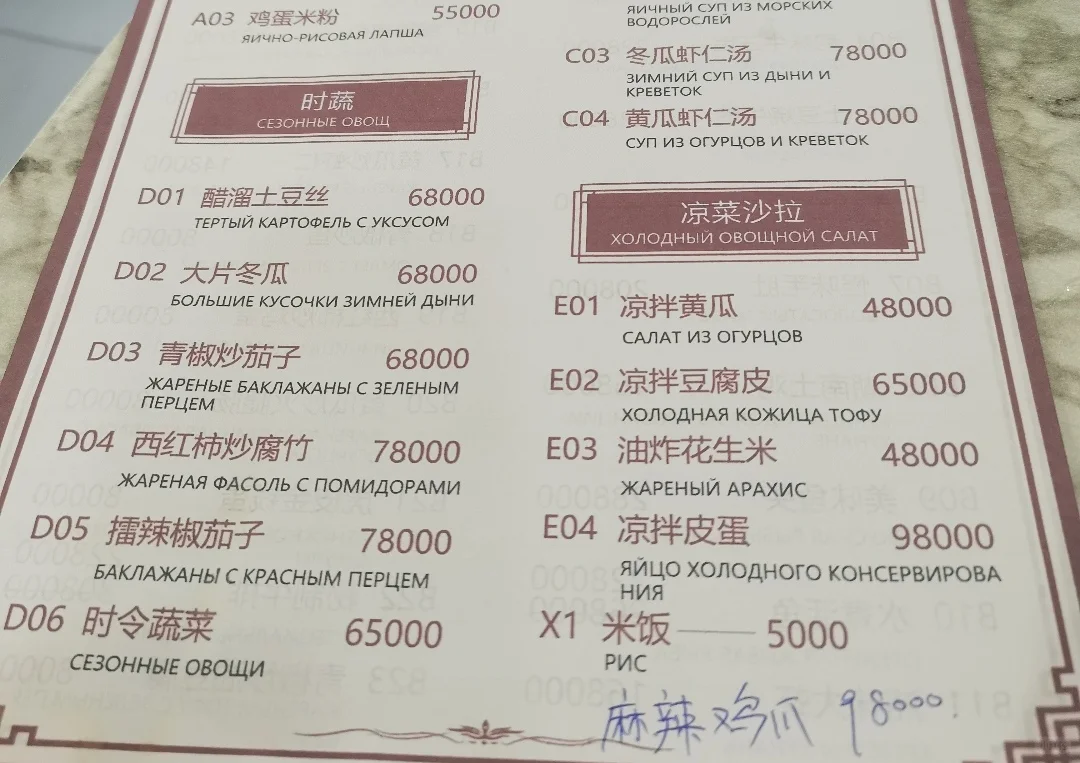 A03 鸡蛋米粉 55000
ЯИЧНО-РИСОВАЯ ЛАПША
时蔬
СЕЗОННЫЕ ОВОЩ
D01 醋溜土豆丝 68000
ТЕРТЫЙ КАРТОФЕЛЬ С УКСУСОМ
D02 大片冬瓜 68000
БОЛЬШИЕ КУСОЧКИ ЗИМНЕЙ ДЫНИ
D03 青椒炒茄子 68000
ЖАРЕНЫЕ БАКЛАЖАНЫ С ЗЕЛЕНЫМ
ПЕРЦЕМ
D04 西红柿炒腐竹 78000
ЖАРЕНАЯ ФАСОЛЬ С ПОМИДОРАМИ
D05 擂辣椒茄子 78000
БАКЛАЖАНЫ С КРАСНЫМ ПЕРЦЕМ
D06 时令蔬菜 65000
СЕЗОННЫЕ ОВОЩИ
ЯИЧНЫЙ СУП ИЗ МОРСКИХ
ВОДОРОСЛЕЙ
C03 冬瓜虾仁汤 78000
ЗИМНИЙ СУП ИЗ ДЫНИ И
КРЕВЕТОК
C04 黄瓜虾仁汤 78000
СУП ИЗ ОГУРЦОВ И КРЕВЕТОК
凉菜沙拉
ХОЛОДНЫЙ ОВОЩНОЙ САЛАТ
E01 凉拌黄瓜 48000
САЛАТ ИЗ ОГУРЦОВ
E02 凉拌豆腐皮 65000
ХОЛОДНАЯ КОЖИЦА ТОФУ
E03 油炸花生米 48000
ЖАРЕНЫЙ АРАХИС
E04 凉拌皮蛋 98000
ЯЙЦО ХОЛОДНОГО КОНСЕРВИРОВА
НИЯ
X1 米饭 —— 5000
РИС
麻辣鸡爪 98000.